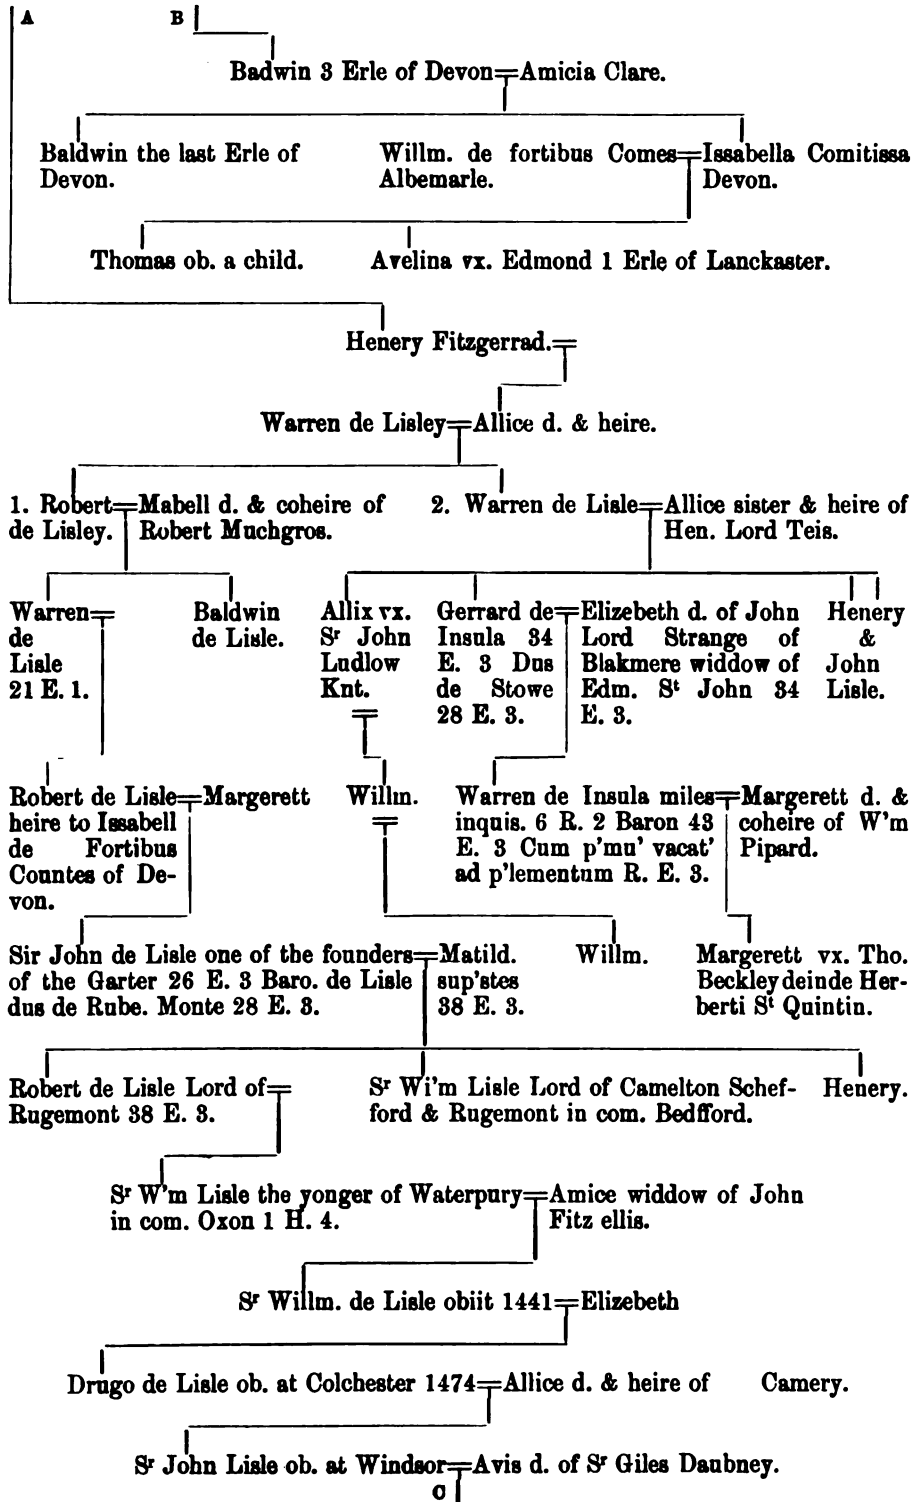 A
B
Badwin 3 Erle of Devon=Amicia Clare.
Baldwin the last Erle of
Devon.
Willm. de fortibus Comes=Issabella Comitissa
Albemarle.
Devon.
Thomas ob. a child.
Avelina vx. Edmond 1 Erle of Lanckaster.
Henery Fitzgerrad.=
Warren de Lisley=Allice d. & heire.
1. Robert=Mabell d. & coheire of
de Lisley.
Robert Muchgros.
2. Warren de Lisle=Allice sister & heire of
Hen. Lord Teis.
Warren=
de
Lisle
21 E. 1.
Baldwin
de Lisle.
Allix vx.
Sr John
Ludlow
Knt.
=
Gerrard de=
Insula 34
E. 3 Dns
de Stowe
28 E. 3.
Elizebeth d. of John
Lord Strange of
Blakmere widdow of
Edm. St John 34
E. 3.
Henery
&
John
Lisle.
Robert de Lisle=Margerett
heire to Issabell
de Fortibus
Countes of De-
von.
Willm.
=
Warren de Insula miles=
inquis. 6 R. 2 Baron 43
E. 3 Cum p'mu' vacat'
ad p'lementum R. E. 3.
Margerett d. &
coheire of W'm
Pipard.
Sir John de Lisle one of the founders=
of the Garter 26 E. 3 Baro. de Lisle
dus de Rube. Monte 28 E. 3.
Matild.
sup'stes
38 E. 3.
Willm.
Margerett vx. Tho.
Beckley deinde Her-
berti St Quintin.
Robert de Lisle Lord of=
Rugemont 38 E. 3.
Sr Wi'm Lisle Lord of Camelton Schef-
ford & Rugemont in com. Bedfford.
Henery.
Sr W'm Lisle the yonger of Waterpury=Amice widdow of John
in com. Oxon 1 H. 4.
Fitz ellis.
Sr Willm. de Lisle obiit 1441=Elizebeth
Drugo de Lisle ob. at Colchester 1474=Allice d. & heire of Camery.
Sr John Lisle ob. at Windsor=Avis d. of Sr Giles Daubney.
C